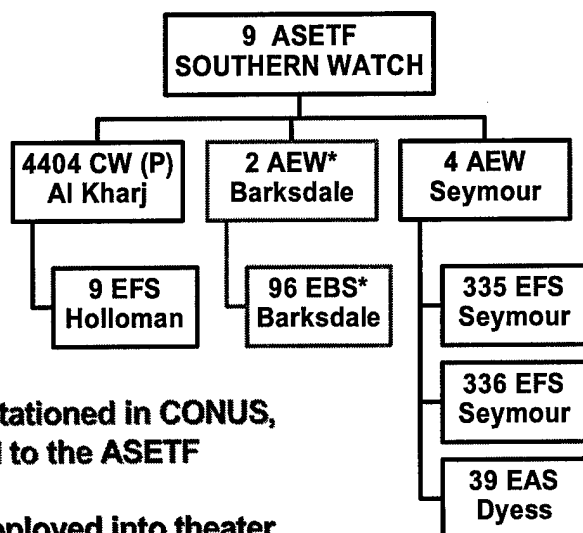 9 ASETF
SOUTHERN WATCH
4404 CW (P)
Al Kharj
2 AEW*
Barksdale
4 AEW
Seymour
9 EFS
Holloman
96 EBS*
Barksdale
335 EFS
Seymour
336 EFS
Seymour
39 EAS
Dyess
tationed in CONUS,
to the ASETF
eployed into theater